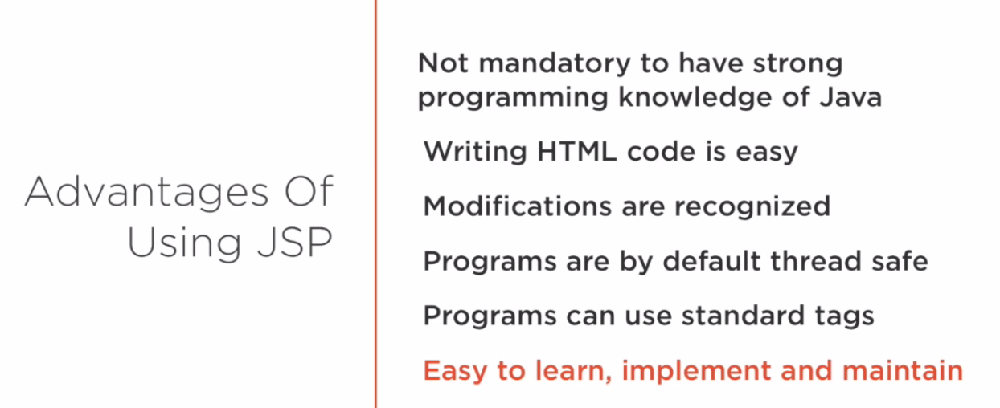 Advantages Of
Using JSP
Not mandatory to have strong
programming knowledge of Java
Writing HTML code is easy
Modifications are recognized
Programs are by default thread safe
Programs can use standard tags
Easy to learn, implement and maintain